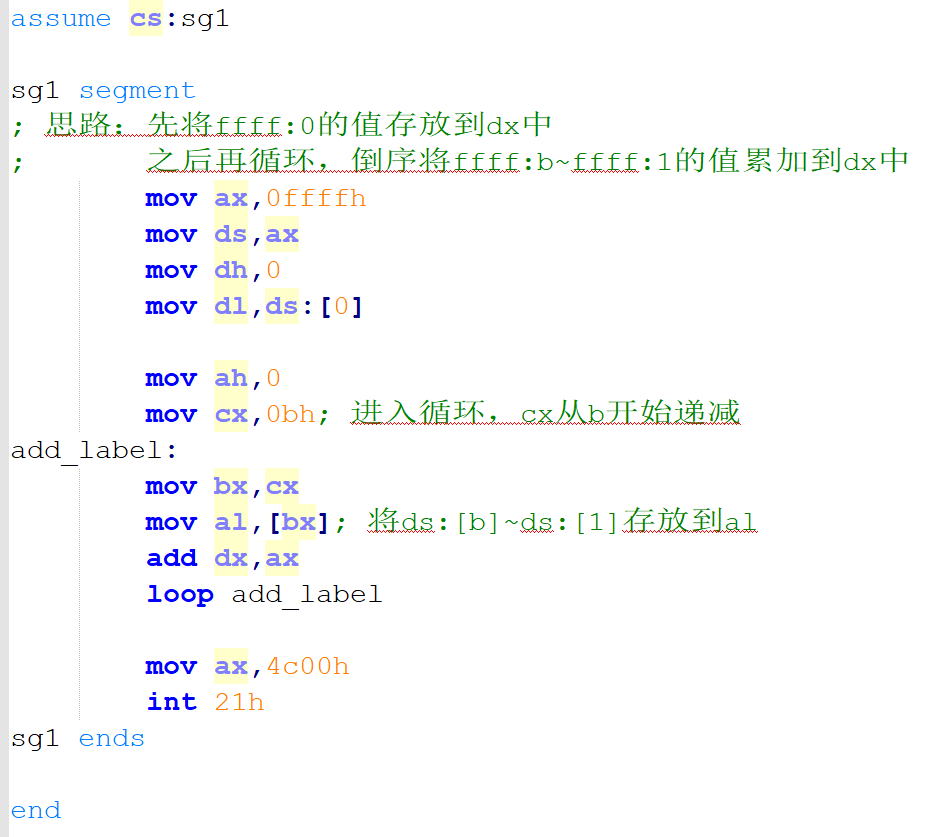 assume cs:sg1
sg1 segment
; 思路：先将ffff:0的值存放到dx中
; 之后再循环，倒序将ffff:b~ffff:1的值累加到dx中
mov ax,0ffffh
mov ds,ax
mov dh,0
mov dl,ds:[0]
mov ah,0
mov cx,0bh; 进入循环，cx从b开始递减
add_label:
mov bx,cx
mov al,[bx]; 将ds:[b]~ds:[1]存放到al
add dx,ax
loop add_label
mov ax,4c00h
int 21h
sg1 ends
end